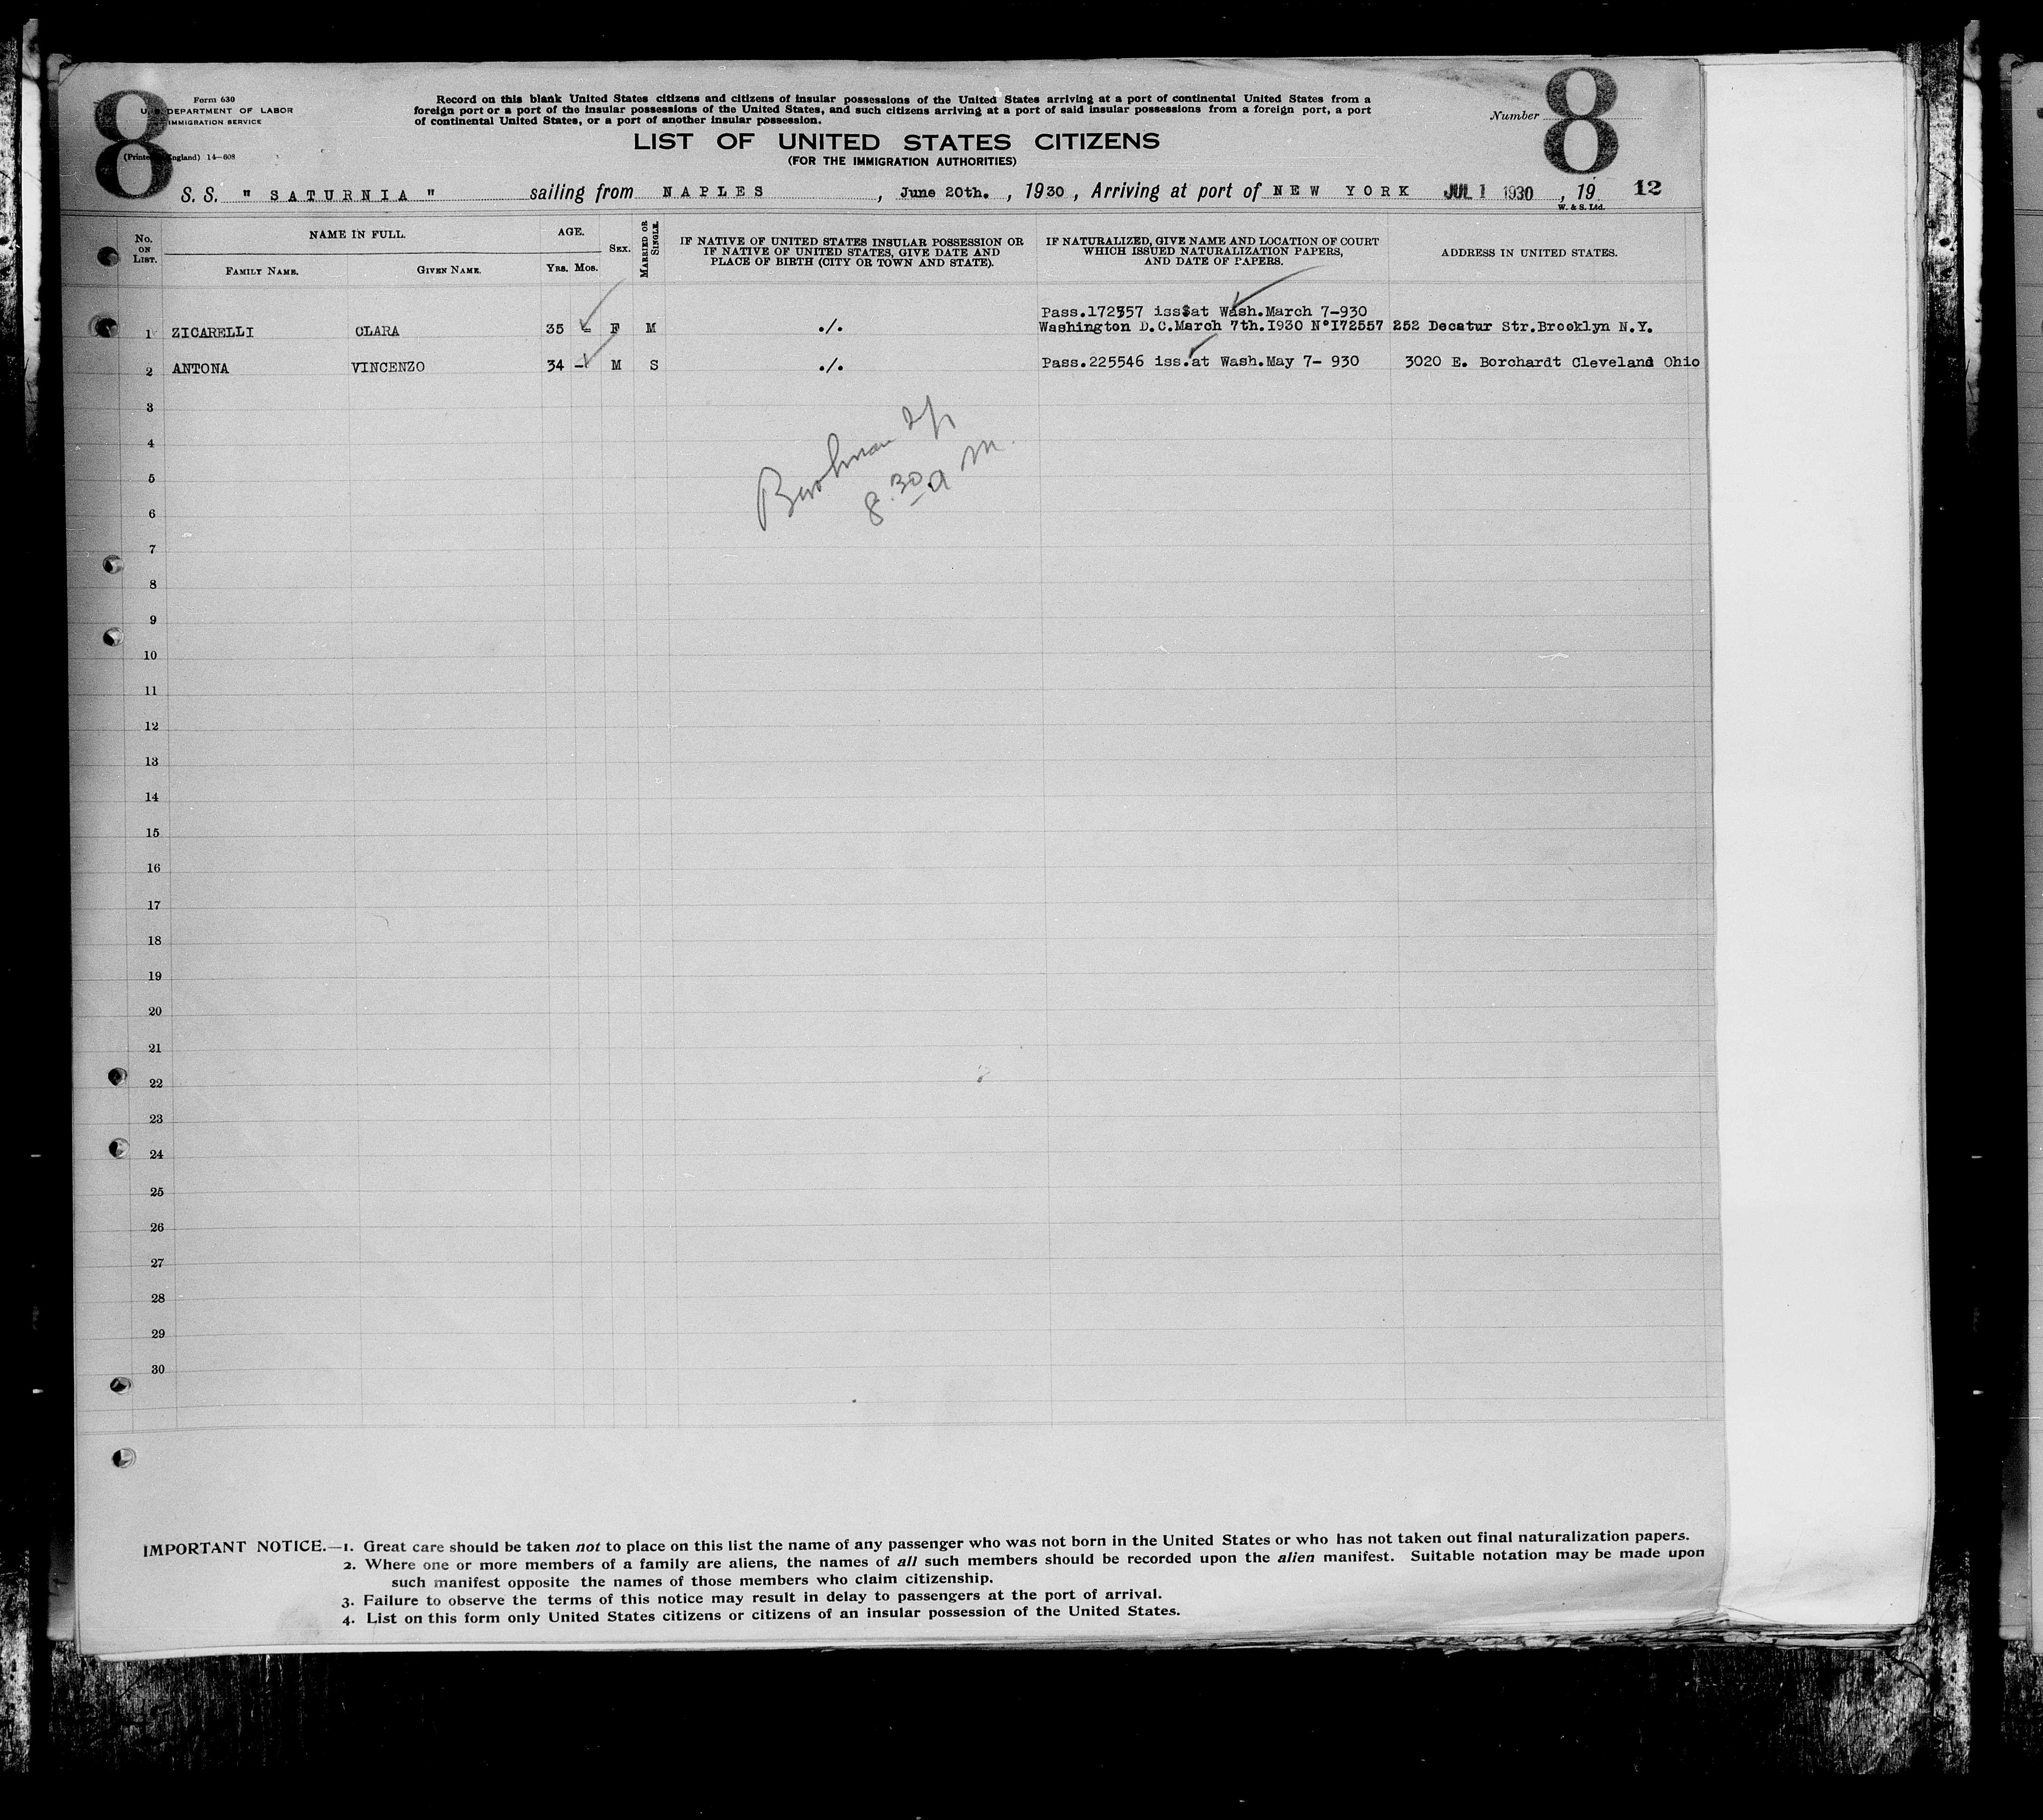 8
Form 630
U. S. DEPARTMENT OF LABOR
IMMIGRATION SERVICE
(Printed in England) 14—608
Record on this blank United States citizens and citizens of insular possessions of the United States arriving at a port of continental United States from a
foreign port or a port of the insular possessions of the United States, and such citizens arriving at a port of said insular possessions from a foreign port, a port
of continental United States, or a port of another insular possession.
Number 8
LIST OF UNITED STATES CITIZENS
(FOR THE IMMIGRATION AUTHORITIES)
S. S. " SATURNIA " sailing from NAPLES , June 20th. , 1930 , Arriving at port of NEW YORK JUL 1 1930 , 19 12
W. & S. Ltd.
No. ON LIST.
NAME IN FULL.
FAMILY NAME.
GIVEN NAME.
AGE.
Yrs. Mos.
SEX.
MARRIED OR SINGLE.
IF NATIVE OF UNITED STATES INSULAR POSSESSION OR
IF NATIVE OF UNITED STATES, GIVE DATE AND
PLACE OF BIRTH (CITY OR TOWN AND STATE).
IF NATURALIZED, GIVE NAME AND LOCATION OF COURT
WHICH ISSUED NATURALIZATION PAPERS,
AND DATE OF PAPERS.
ADDRESS IN UNITED STATES.
Pass.172557 iss.at Wash.March 7-930
1 ZICARELLI CLARA 35 - F M ./. Washington D.C.March 7th.I930 N°I72557 252 Decatur Str.Brooklyn N.Y.
2 ANTONA VINCENZO 34 - M S ./. Pass.225546 iss.at Wash.May 7- 930 3020 E. Borchardt Cleveland Ohio
3
4
8.30 a m.
5
6
7
8
9
10
11
12
13
14
15
16
17
18
19
20
21
22
23
24
25
26
27
28
29
30
IMPORTANT NOTICE.—1. Great care should be taken not to place on this list the name of any passenger who was not born in the United States or who has not taken out final naturalization papers.
2. Where one or more members of a family are aliens, the names of all such members should be recorded upon the alien manifest. Suitable notation may be made upon
such manifest opposite the names of those members who claim citizenship.
3. Failure to observe the terms of this notice may result in delay to passengers at the port of arrival.
4. List on this form only United States citizens or citizens of an insular possession of the United States.